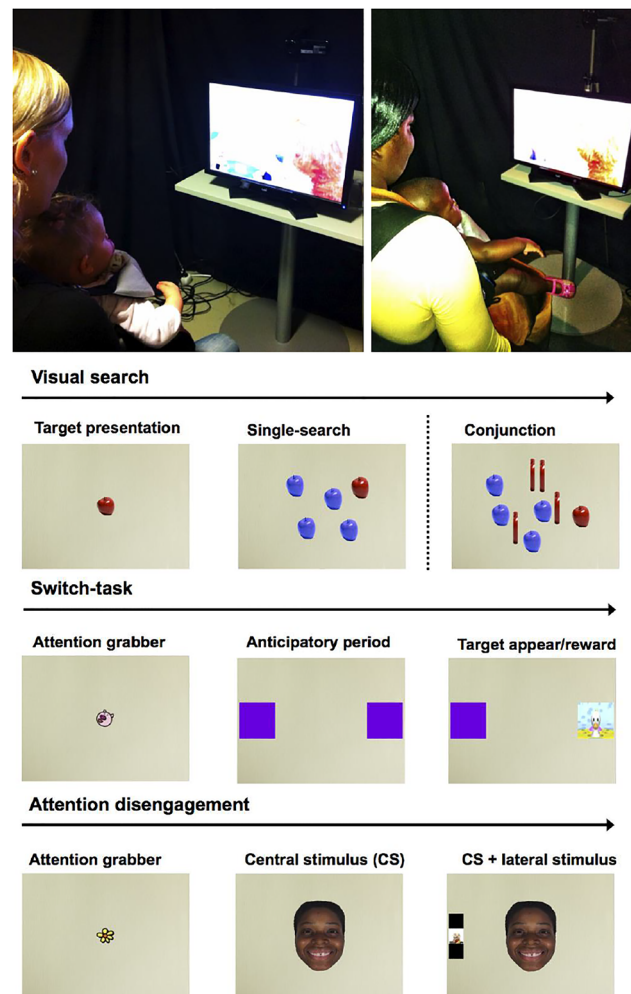 Visual search
Target presentation
Single-search
Conjunction
Switch-task
Attention grabber
Anticipatory period
Target appear/reward
Attention disengagement
Attention grabber
Central stimulus (CS)
CS + lateral stimulus